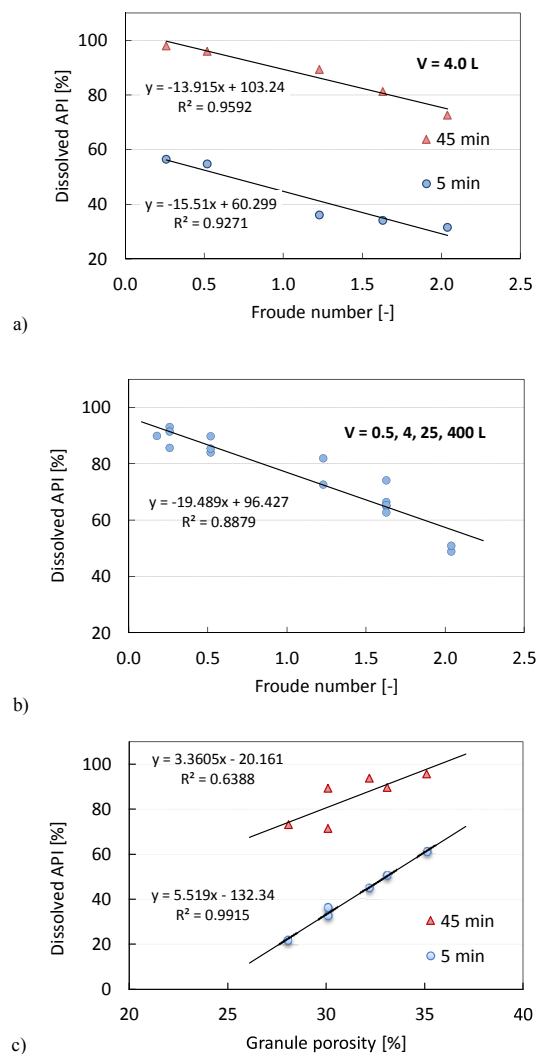 100
80
60
40
20
Dissolved API [%]
V = 4.0 L
y = -13.915x + 103.24
R² = 0.9592
45 min
5 min
y = -15.51x + 60.299
R² = 0.9271
0.0 0.5 1.0 1.5 2.0 2.5
Froude number [-]
a)
100
80
60
40
20
Dissolved API [%]
V = 0.5, 4, 25, 400 L
y = -19.489x + 96.427
R² = 0.8879
0.0 0.5 1.0 1.5 2.0 2.5
Froude number [-]
b)
100
80
60
40
20
0
Dissolved API [%]
y = 3.3605x - 20.161
R² = 0.6388
y = 5.519x - 132.34
R² = 0.9915
45 min
5 min
20 25 30 35 40
Granule porosity [%]
c)